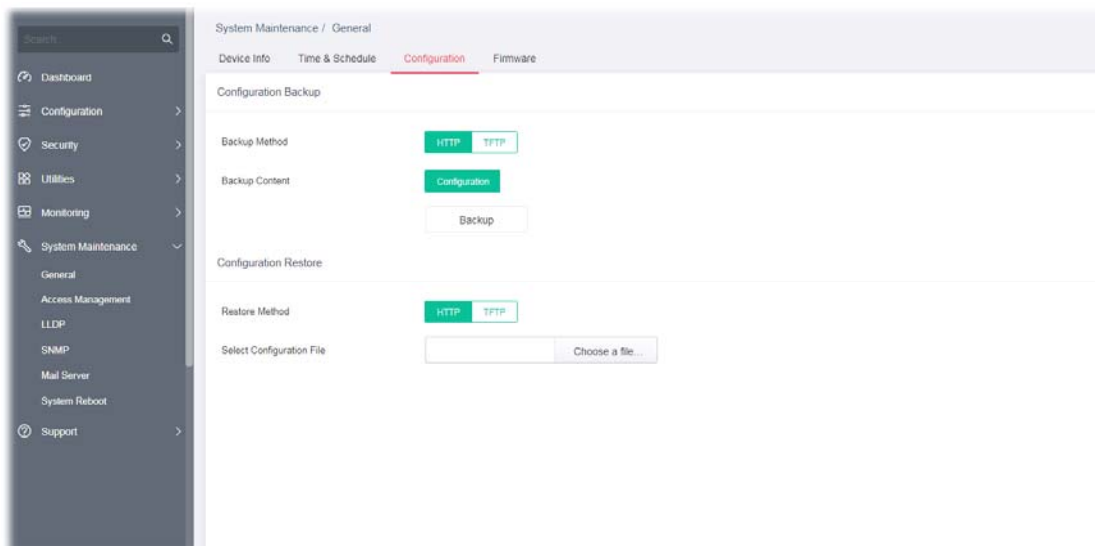 Search
System Maintenance / General
Device Info Time & Schedule Configuration Firmware
Dashboard
Configuration
Security
Utilities
Monitoring
System Maintenance
General
Access Management
LLDP
SNMP
Mail Server
System Reboot
Support
Configuration Backup
Backup Method HTTP TFTP
Backup Content Configuration
Backup
Configuration Restore
Restore Method HTTP TFTP
Select Configuration File Choose a file...